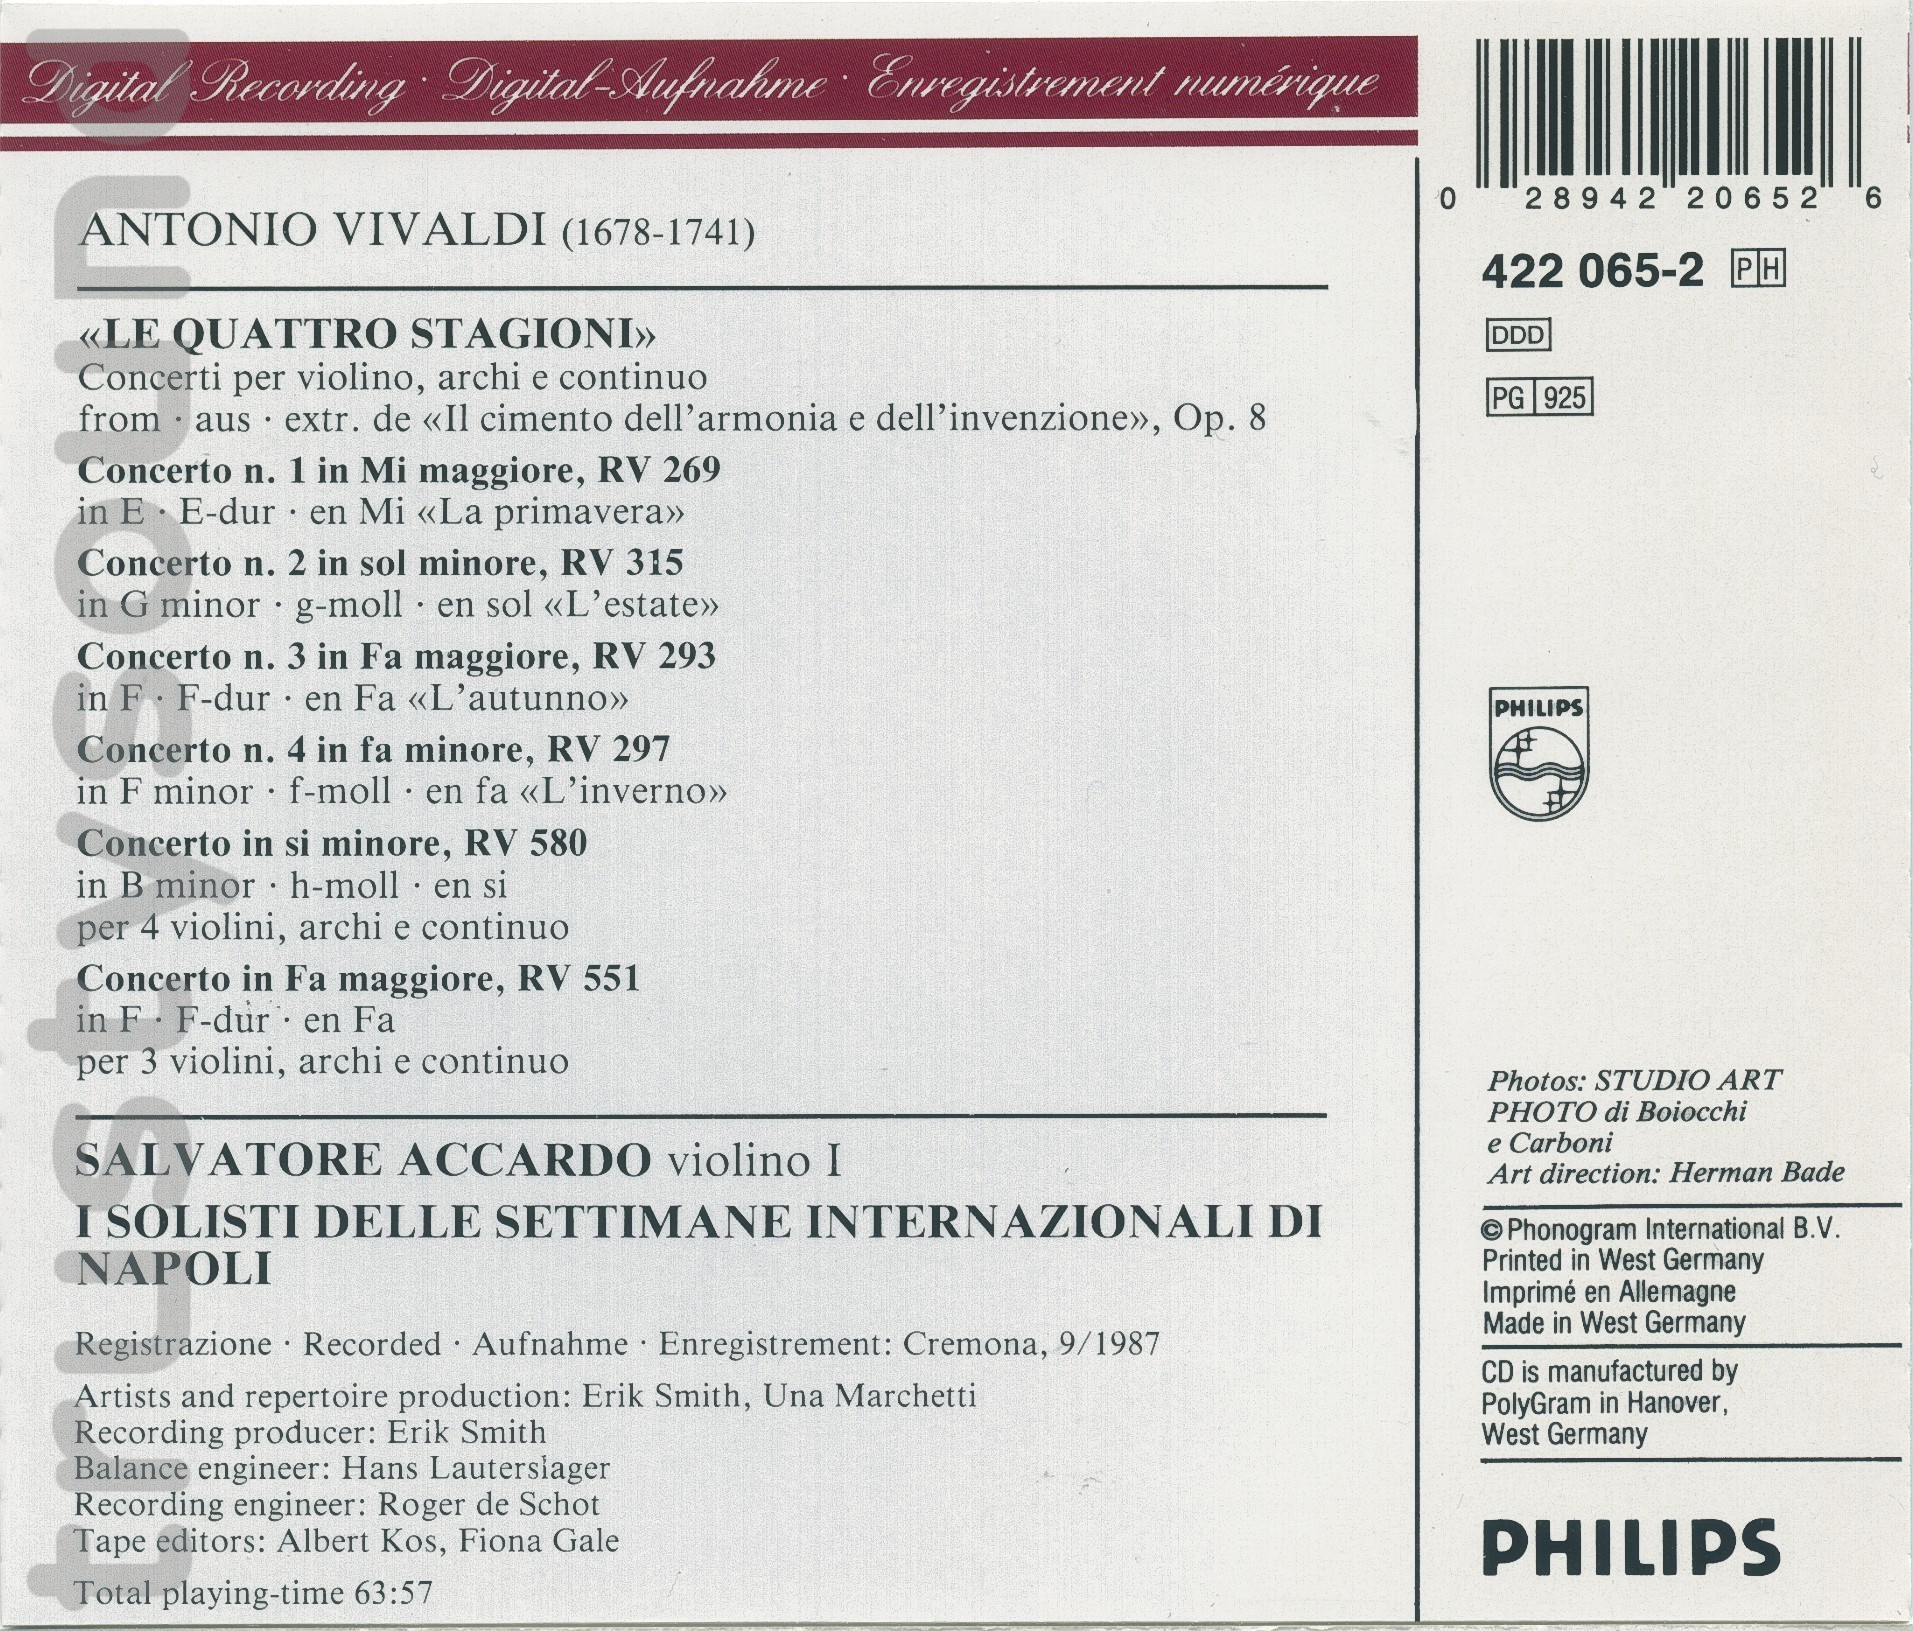 Digital Recording · Digital-Aufnahme · Enregistrement numérique
ANTONIO VIVALDI (1678-1741)
«LE QUATTRO STAGIONI»
Concerti per violino, archi e continuo
from · aus · extr. de «Il cimento dell’armonia e dell’invenzione», Op. 8
Concerto n. 1 in Mi maggiore, RV 269
in E · E-dur · en Mi «La primavera»
Concerto n. 2 in sol minore, RV 315
in G minor · g-moll · en sol «L’estate»
Concerto n. 3 in Fa maggiore, RV 293
in F · F-dur · en Fa «L’autunno»
Concerto n. 4 in fa minore, RV 297
in F minor · f-moll · en fa «L’inverno»
Concerto in si minore, RV 580
in B minor · h-moll · en si
per 4 violini, archi e continuo
Concerto in Fa maggiore, RV 551
in F · F-dur · en Fa
per 3 violini, archi e continuo
SALVATORE ACCARDO violino I
I SOLISTI DELLE SETTIMANE INTERNAZIONALI DI
NAPOLI
Registrazione · Recorded · Aufnahme · Enregistrement: Cremona, 9/1987
Artists and repertoire production: Erik Smith, Una Marchetti
Recording producer: Erik Smith
Balance engineer: Hans Lauterslager
Recording engineer: Roger de Schot
Tape editors: Albert Kos, Fiona Gale
Total playing-time 63:57
0 28942 20652 6
422 065-2 PH
DDD
PG 925
PHILIPS
Photos: STUDIO ART
PHOTO di Boiocchi
e Carboni
Art direction: Herman Bade
© Phonogram International B.V.
Printed in West Germany
Imprimé en Allemagne
Made in West Germany
CD is manufactured by
PolyGram in Hanover,
West Germany
PHILIPS
trustysound